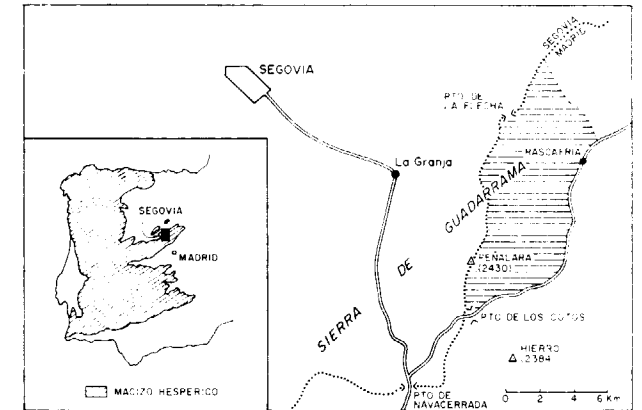 SEGOVIA
MADRID
SEGOVIA
PTO. DE
LA FLECHA
RASCAFRIA
La Granja
SIERRA DE GUADARRAMA
PEÑALARA
(2430)
PTO DE LOS COTOS
HIERRO
2384
PTO DE
NAVACERRADA
0 2 4 6 Km
SEGOVIA
MADRID
MACIZO HESPERICO